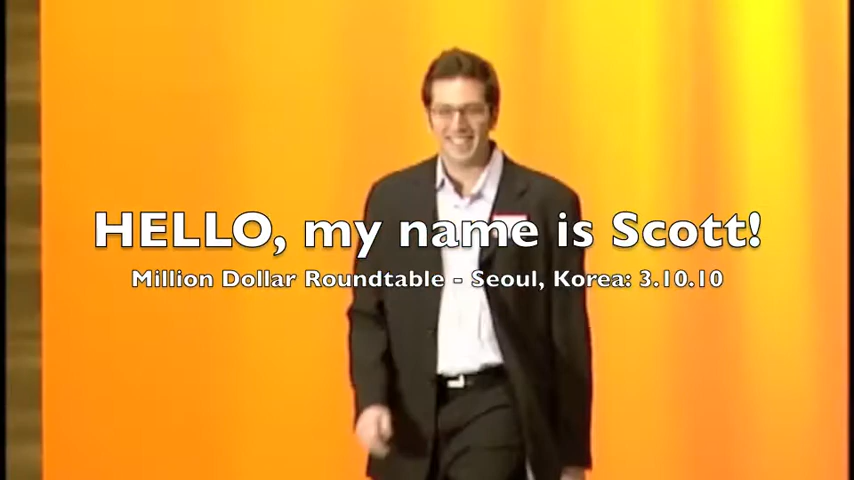 HELLO, my name is Scott!
Million Dollar Roundtable - Seoul, Korea: 3.10.10